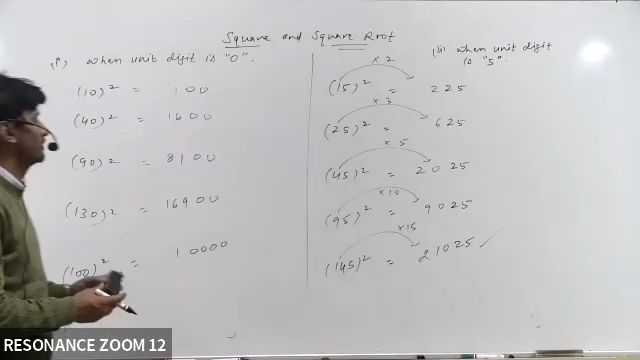 Square and Square Root
(i) when unit digit is "0".
(10)² = 100
(40)² = 1600
(90)² = 8100
(130)² = 16900
(100)² = 10000
(ii) when unit digit
is "5".
×2
(15)² = 225
×3
(25)² = 625
×5
(45)² = 2025
×10
(95)² = 9025
×15
(145)² = 21025 ✓
RESONANCE ZOOM 12